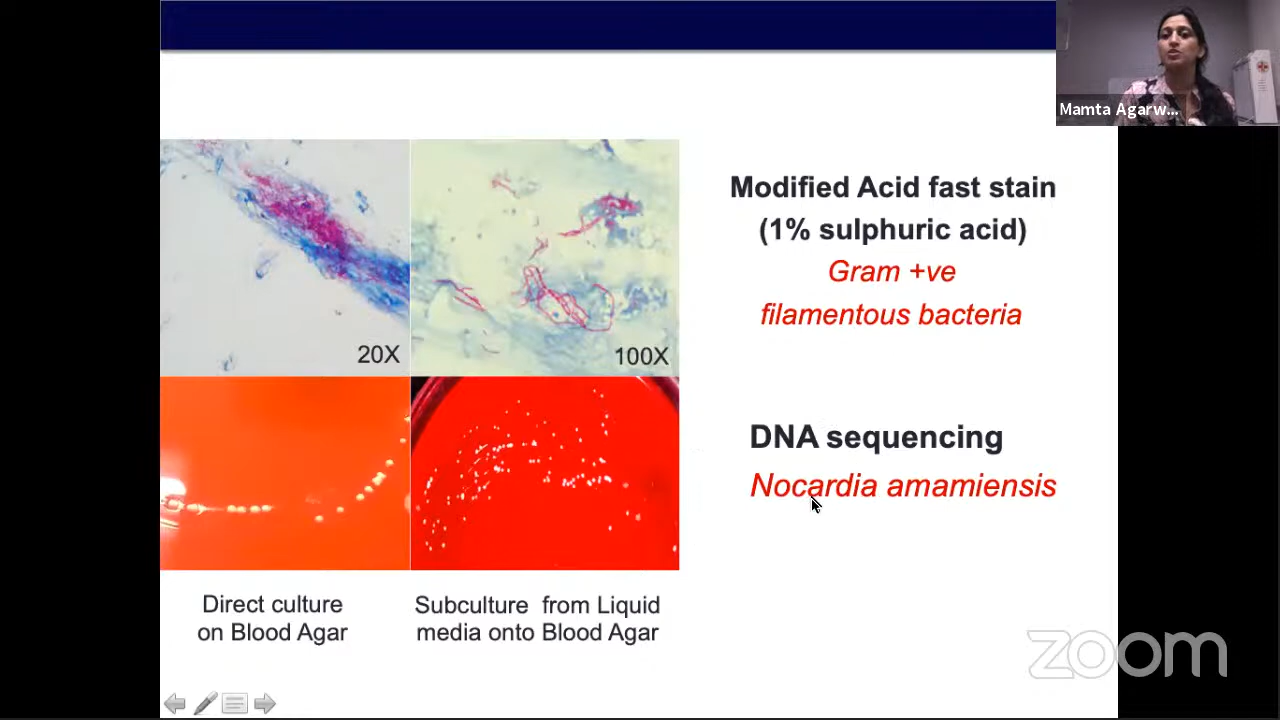 Mamta Agarw...
Modified Acid fast stain
(1% sulphuric acid)
Gram +ve
filamentous bacteria
20X
100X
DNA sequencing
Nocardia amamiensis
Direct culture
on Blood Agar
Subculture from Liquid
media onto Blood Agar
zoom